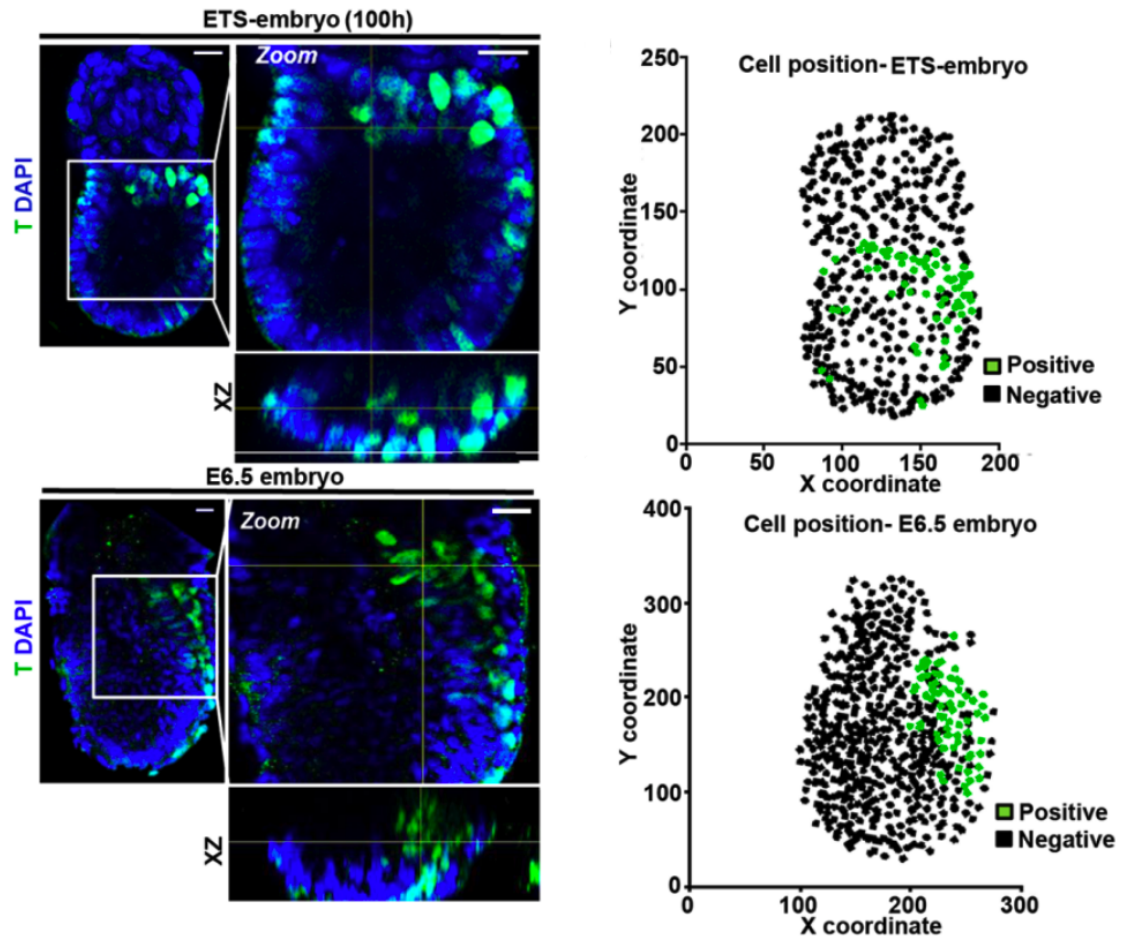 ETS-embryo (100h)
Zoom
T DAPI
XZ
E6.5 embryo
Zoom
T DAPI
XZ
Cell position- ETS-embryo
250
200
150
100
50
0
Y coordinate
0 50 100 150 200
X coordinate
Positive
Negative
Cell position- E6.5 embryo
400
300
200
100
0
Y coordinate
0 100 200 300
X coordinate
Positive
Negative